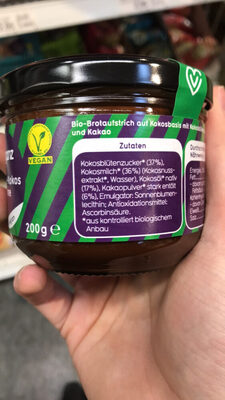 Bio-Brotaufstrich auf Kokosbasis mit
und Kakao
Zutaten
Kokosblütenzucker* (37%),
Kokosmilch* (36%) (Kokosnuss-
extrakt*, Wasser), Kokosöl* nativ
(17%), Kakaopulver* stark entölt
(6%), Emulgator: Sonnenblumen-
lecithin; Antioxidationsmittel:
Ascorbinsäure.
*aus kontrolliert biologischem
Anbau
VEGAN
200g e